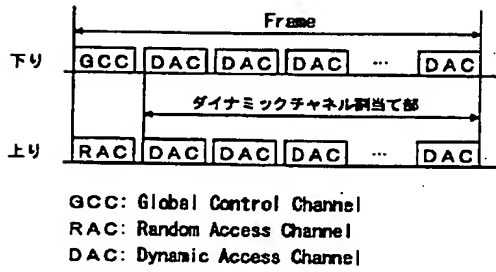 Frame
下り GCC DAC DAC DAC … DAC
ダイナミックチャネル割当て部
上り RAC DAC DAC DAC … DAC
GCC: Global Control Channel
RAC: Random Access Channel
DAC: Dynamic Access Channel